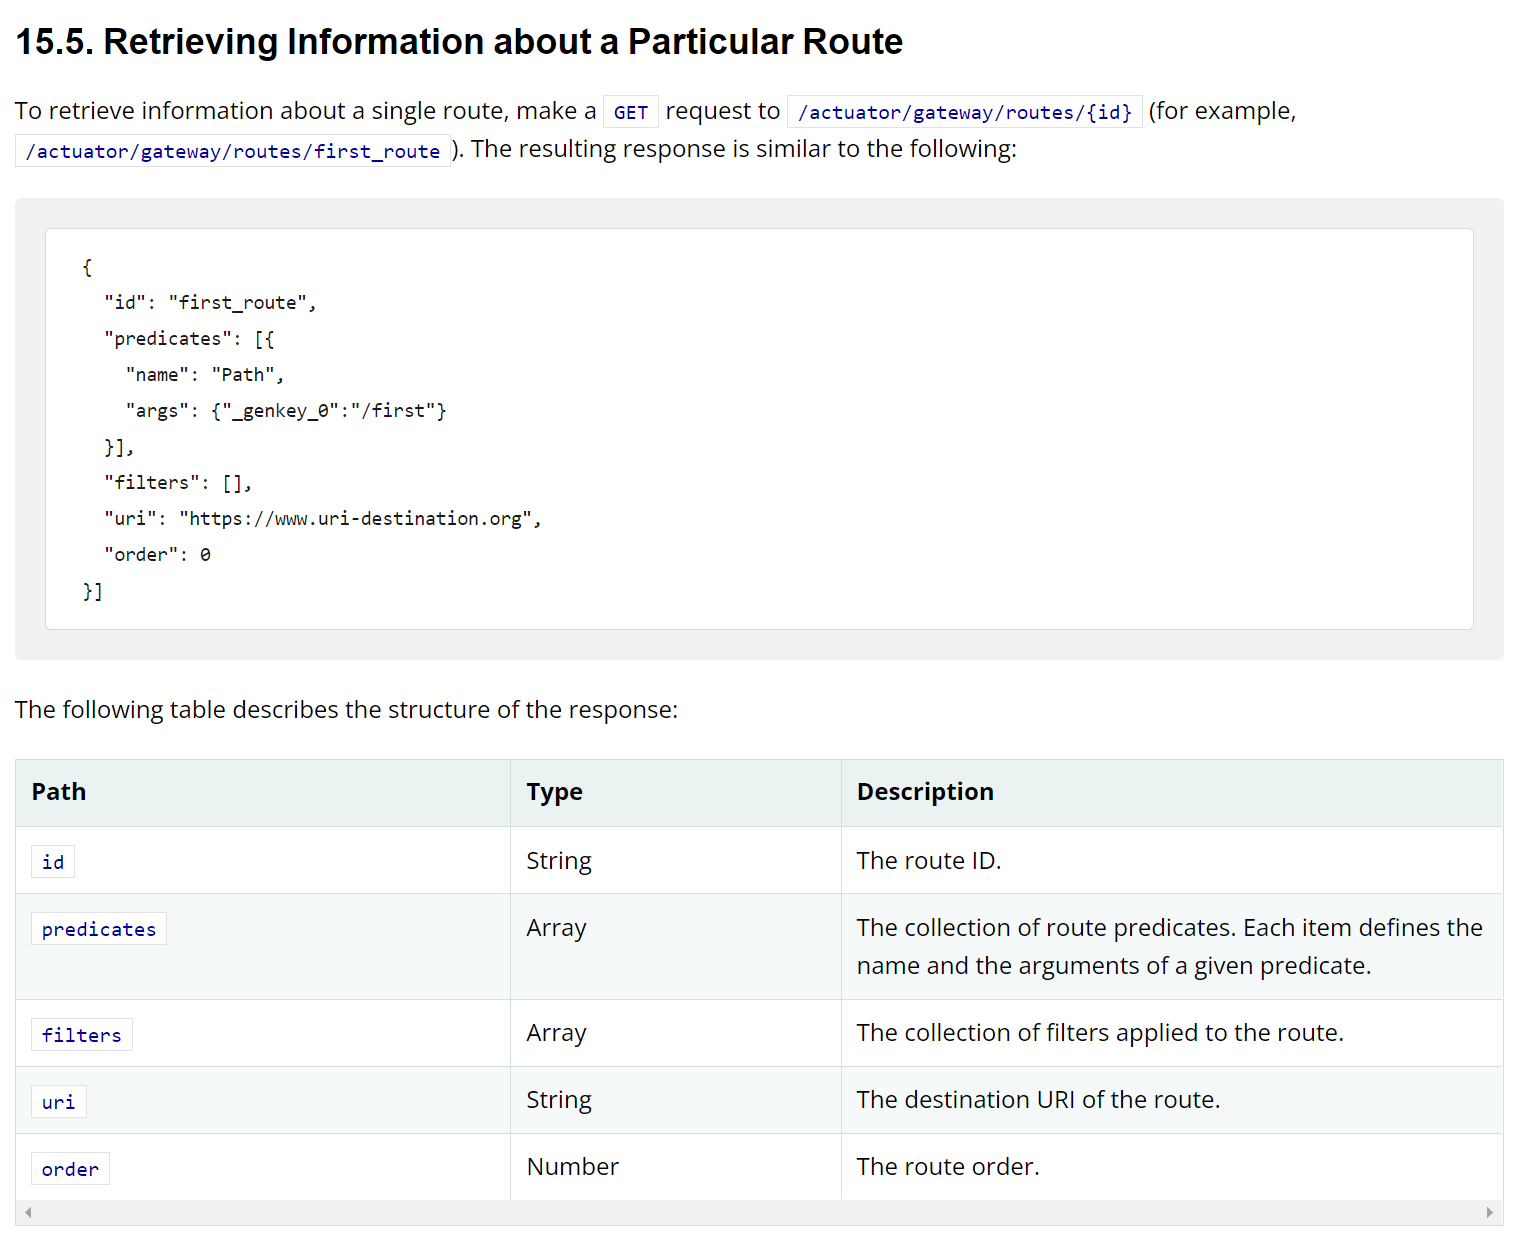 15.5. Retrieving Information about a Particular Route
To retrieve information about a single route, make a GET request to /actuator/gateway/routes/{id} (for example,
/actuator/gateway/routes/first_route). The resulting response is similar to the following:
{
  "id": "first_route",
  "predicates": [{
    "name": "Path",
    "args": {"_genkey_0":"/first"}
  }],
  "filters": [],
  "uri": "https://www.uri-destination.org",
  "order": 0
}]
The following table describes the structure of the response:
Path Type Description
id String The route ID.
predicates Array The collection of route predicates. Each item defines the
name and the arguments of a given predicate.
filters Array The collection of filters applied to the route.
uri String The destination URI of the route.
order Number The route order.